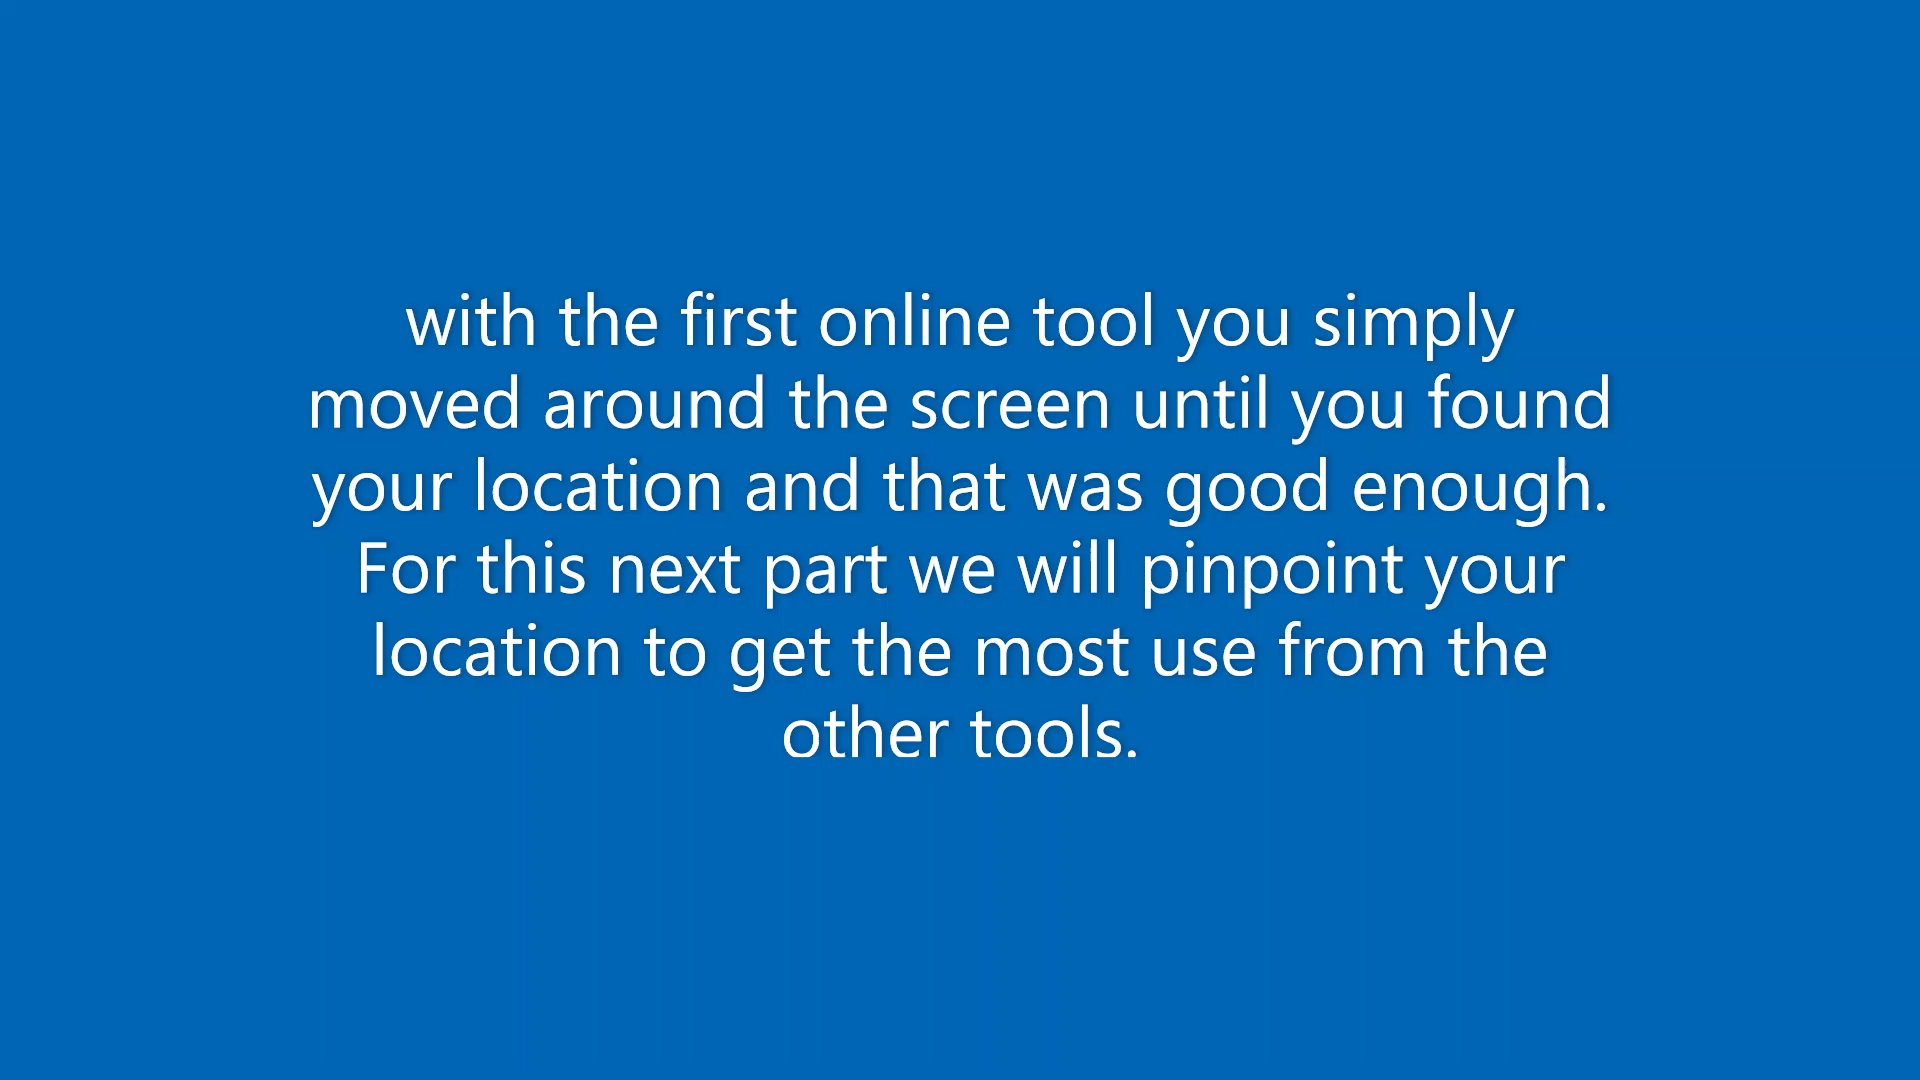 with the first online tool you simply
moved around the screen until you found
your location and that was good enough.
For this next part we will pinpoint your
location to get the most use from the
other tools.